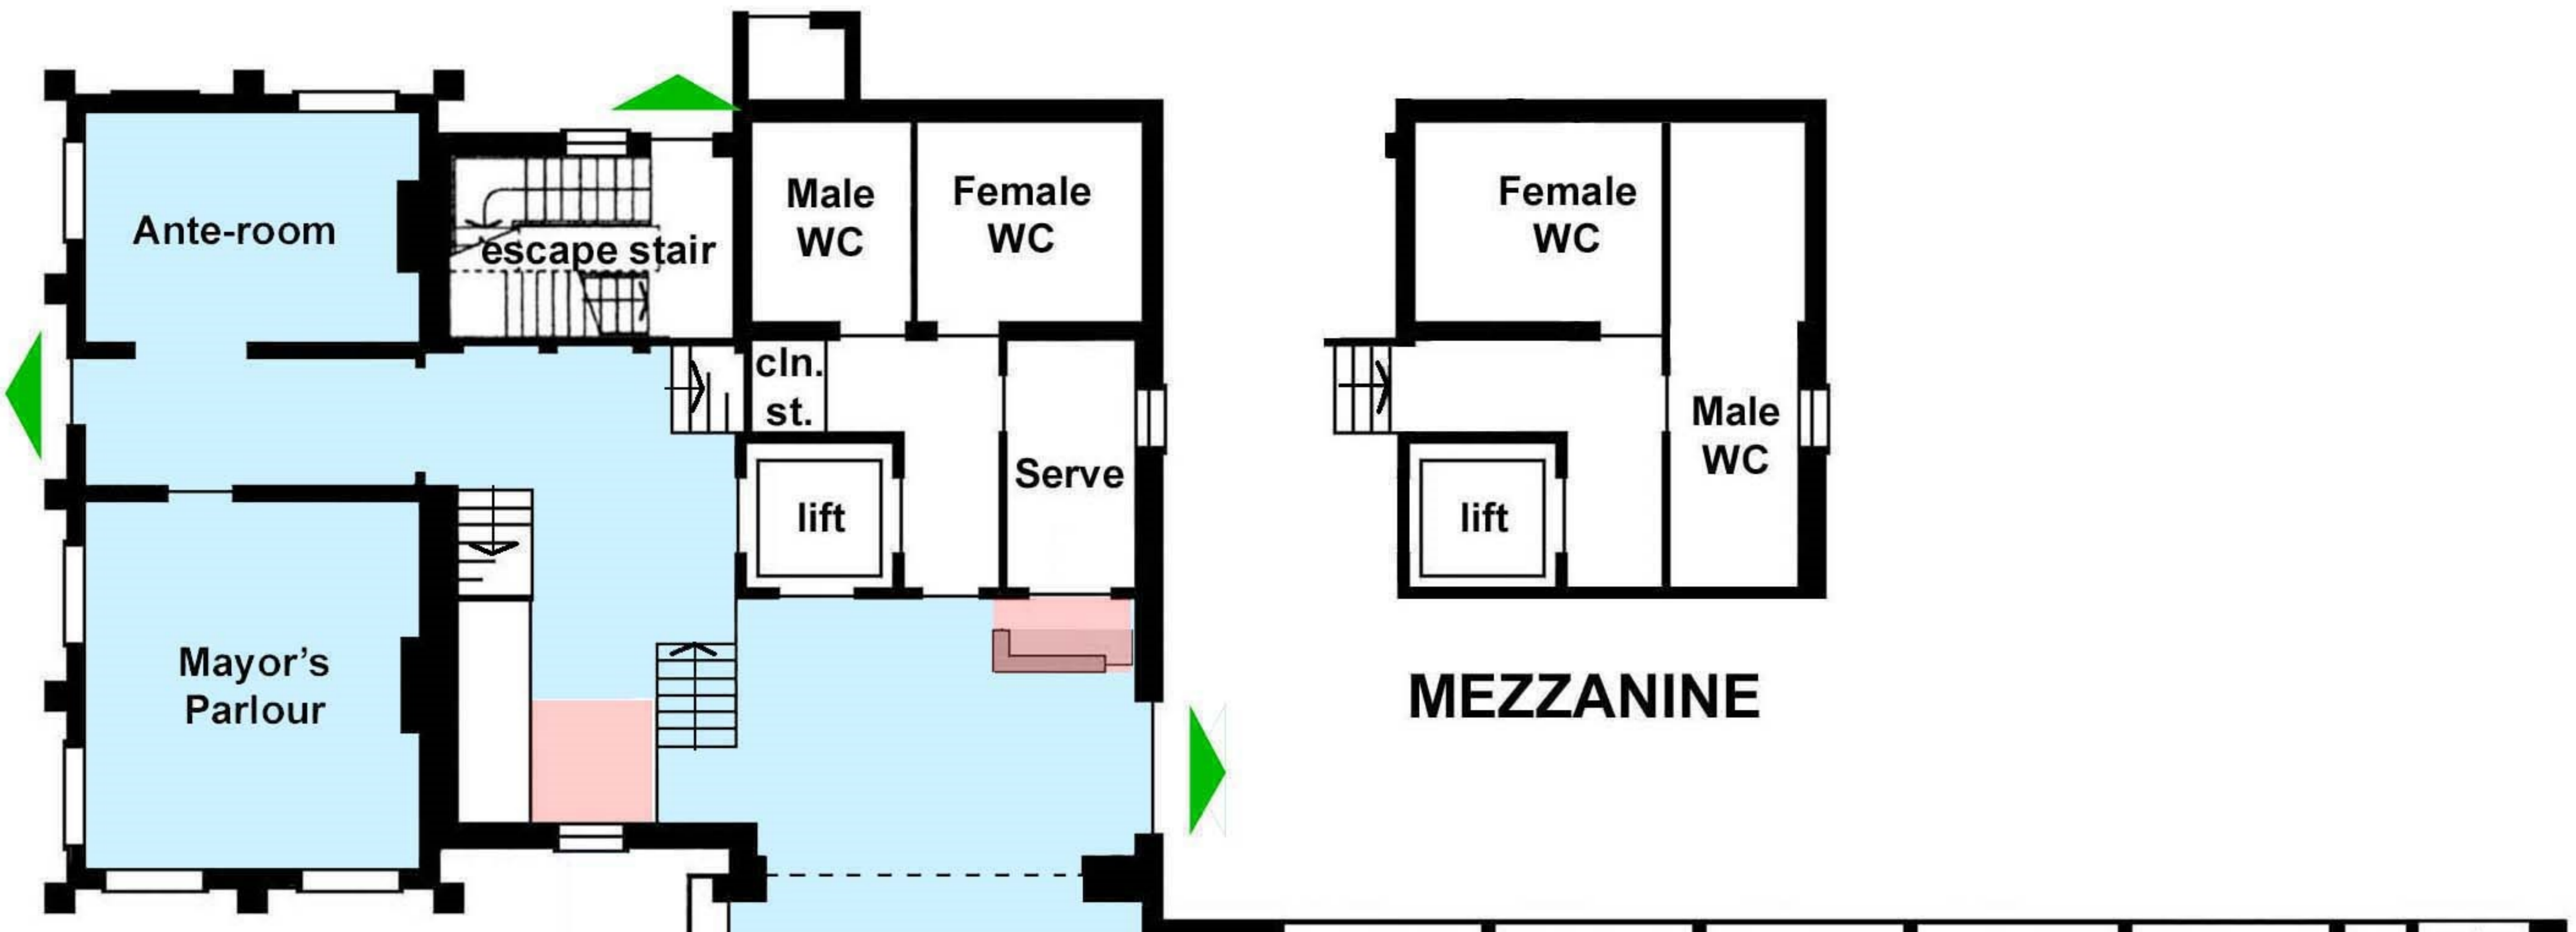 Ante-room
escape stair
Male
WC
Female
WC
cln.
st.
lift
Serve
Mayor’s
Parlour
Female
WC
Male
WC
lift
MEZZANINE